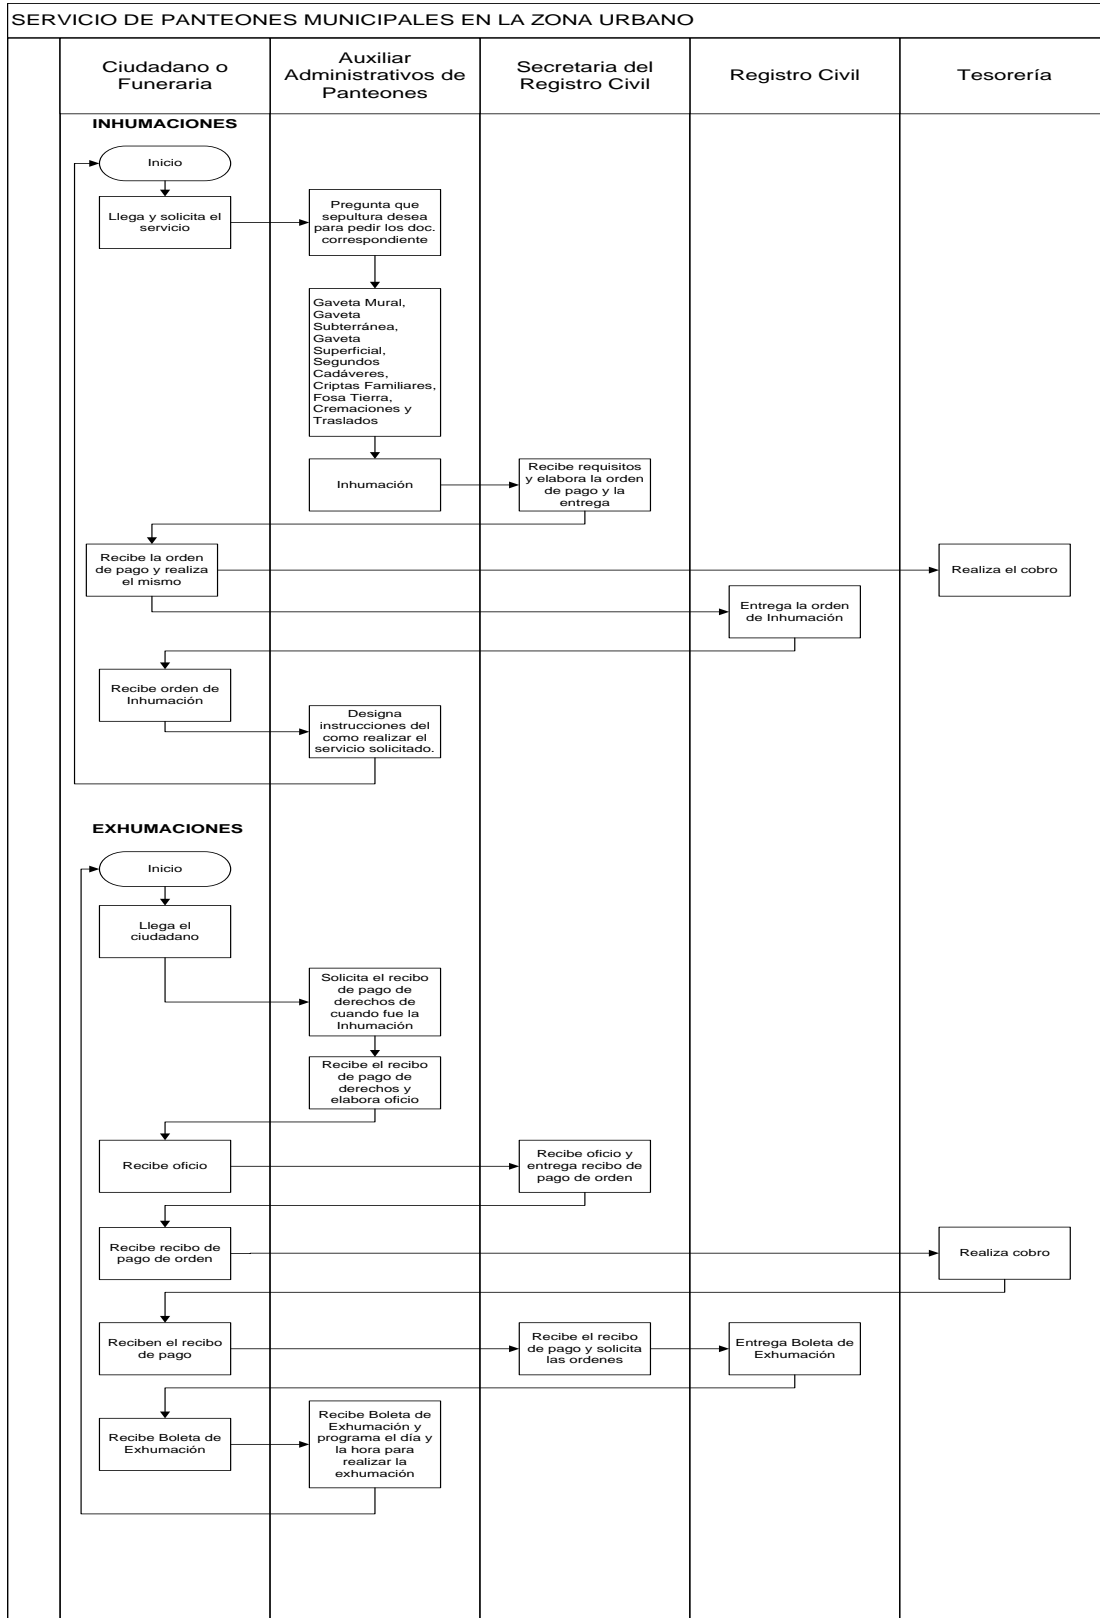 SERVICIO DE PANTEONES MUNICIPALES EN LA ZONA URBANO
Ciudadano o
Funeraria
Auxiliar
Administrativos de
Panteones
Secretaria del
Registro Civil
Registro Civil
Tesorería
INHUMACIONES
Inicio
Llega y solicita el
servicio
Pregunta que
sepultura desea
para pedir los doc.
correspondiente
Gaveta Mural,
Gaveta
Subterránea,
Gaveta
Superficial,
Segundos
Cadáveres,
Criptas Familiares,
Fosa Tierra,
Cremaciones y
Traslados
Inhumación
Recibe requisitos
y elabora la orden
de pago y la
entrega
Recibe la orden
de pago y realiza
el mismo
Realiza el cobro
Entrega la orden
de Inhumación
Recibe orden de
Inhumación
Designa
instrucciones del
como realizar el
servicio solicitado.
EXHUMACIONES
Inicio
Llega el
ciudadano
Solicita el recibo
de pago de
derechos de
cuando fue la
Inhumación
Recibe el recibo
de pago de
derechos y
elabora oficio
Recibe oficio
Recibe oficio y
entrega recibo de
pago de orden
Recibe recibo de
pago de orden
Realiza cobro
Reciben el recibo
de pago
Recibe el recibo
de pago y solicita
las ordenes
Entrega Boleta de
Exhumación
Recibe Boleta de
Exhumación
Recibe Boleta de
Exhumación y
programa el día y
la hora para
realizar la
exhumación